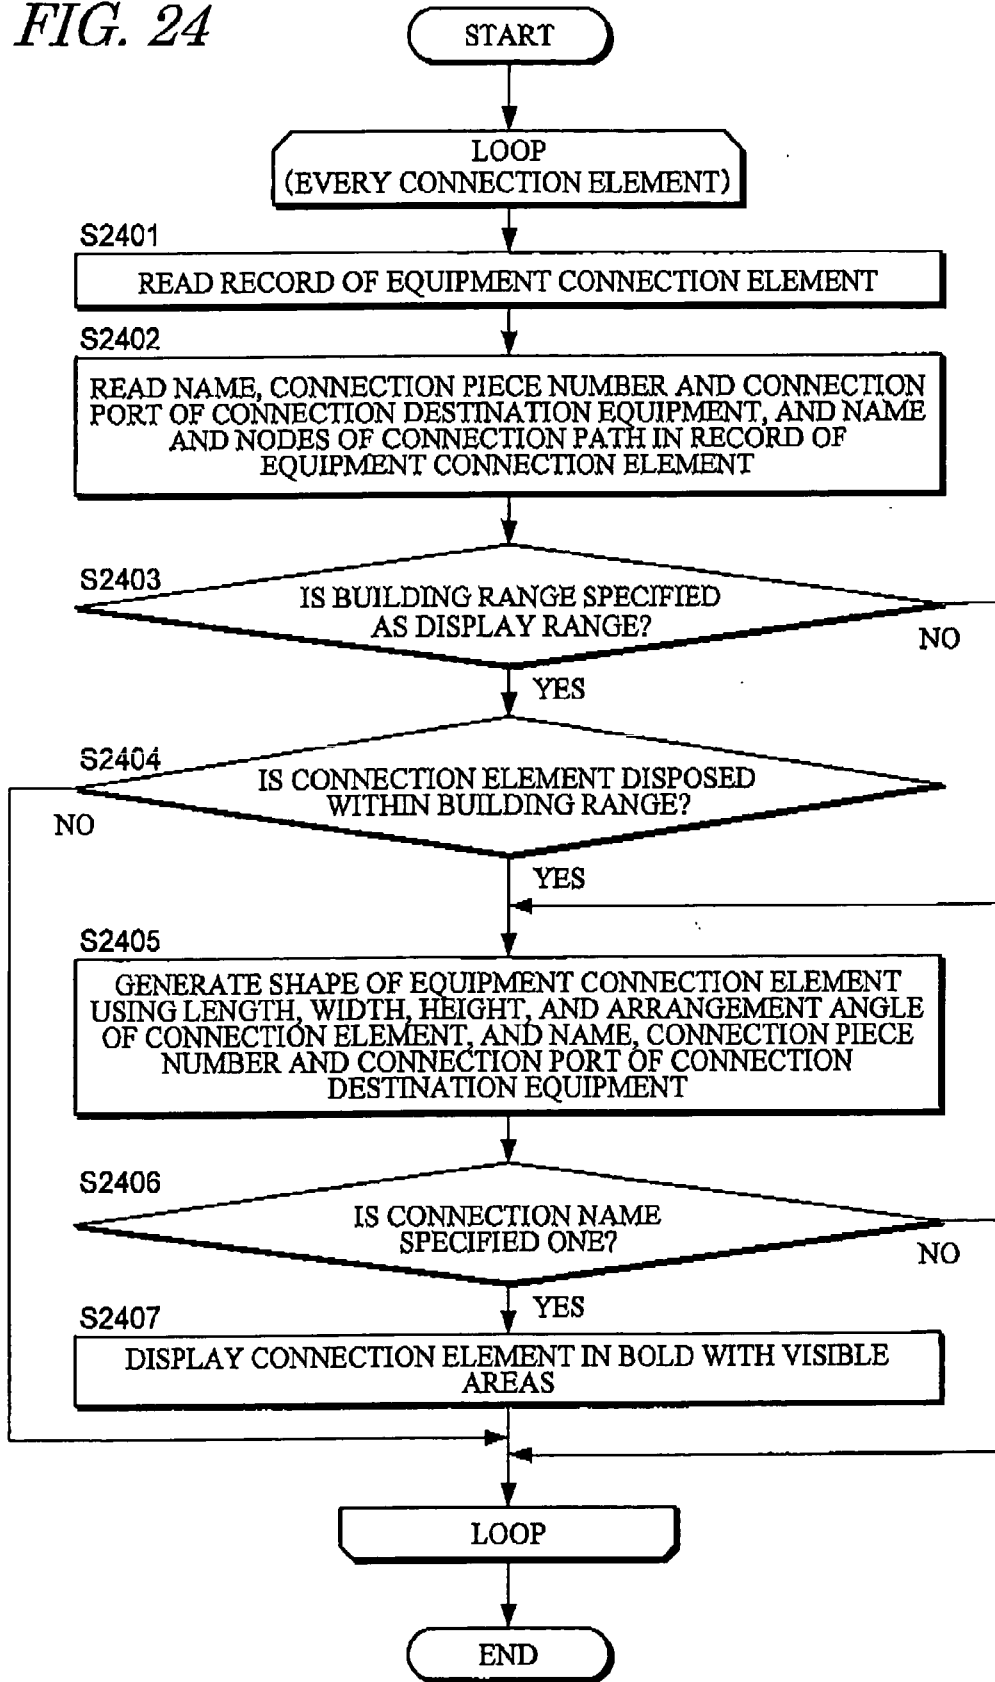 FIG. 24
START
LOOP
(EVERY CONNECTION ELEMENT)
S2401
READ RECORD OF EQUIPMENT CONNECTION ELEMENT
S2402
READ NAME, CONNECTION PIECE NUMBER AND CONNECTION
PORT OF CONNECTION DESTINATION EQUIPMENT, AND NAME
AND NODES OF CONNECTION PATH IN RECORD OF
EQUIPMENT CONNECTION ELEMENT
S2403
IS BUILDING RANGE SPECIFIED
AS DISPLAY RANGE?
NO
YES
S2404
IS CONNECTION ELEMENT DISPOSED
WITHIN BUILDING RANGE?
NO
YES
S2405
GENERATE SHAPE OF EQUIPMENT CONNECTION ELEMENT
USING LENGTH, WIDTH, HEIGHT, AND ARRANGEMENT ANGLE
OF CONNECTION ELEMENT, AND NAME, CONNECTION PIECE
NUMBER AND CONNECTION PORT OF CONNECTION
DESTINATION EQUIPMENT
S2406
IS CONNECTION NAME
SPECIFIED ONE?
NO
YES
S2407
DISPLAY CONNECTION ELEMENT IN BOLD WITH VISIBLE
AREAS
LOOP
END